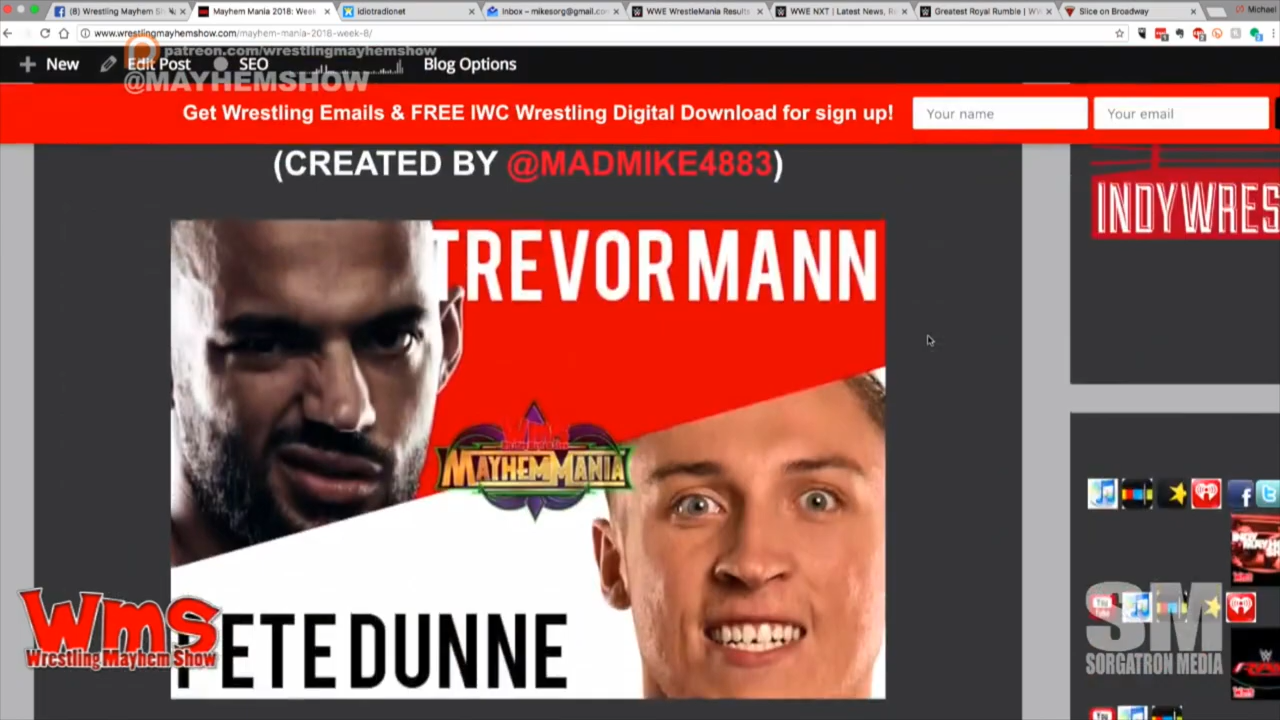 (8) Wrestling Mayhem S
Mayhem Mania 2018: Week
idiotradionet
Inbox – mikesorg@gmail.co
WWE WrestleMania Results
WWE NXT | Latest News, R
Greatest Royal Rumble | W
Slice on Broadway
Michael
www.wrestlingmayhemshow.com/mayhem-mania-2018-week-8/
patreon.com/wrestlingmayhemshow
New
Edit Post
SEO
Blog Options
@MAYHEMSHOW
Get Wrestling Emails & FREE IWC Wrestling Digital Download for sign up!
Your name
Your email
(CREATED BY @MADMIKE4883)
INDYWRES
TREVOR MANN
MAYHEMMANIA
PETE DUNNE
WMS
Wrestling Mayhem Show
SM
SORGATRON MEDIA